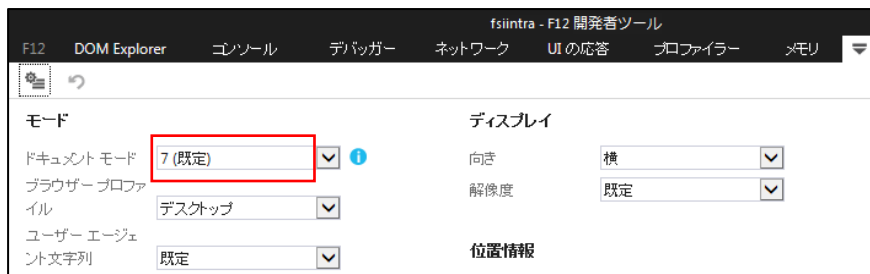 fsiintra - F12 開発者ツール
F12 DOM Explorer コンソール デバッガー ネットワーク UI の応答 プロファイラー メモリ
モード
ドキュメント モード 7 (既定)
ブラウザー プロファ
イル デスクトップ
ユーザー エージェ
ント文字列 既定
ディスプレイ
向き 横
解像度 既定
位置情報